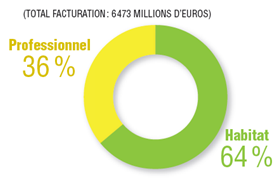 (TOTAL FACTURATION : 6473 MILLIONS D'EUROS)
Professionnel
36 %
Habitat
64 %